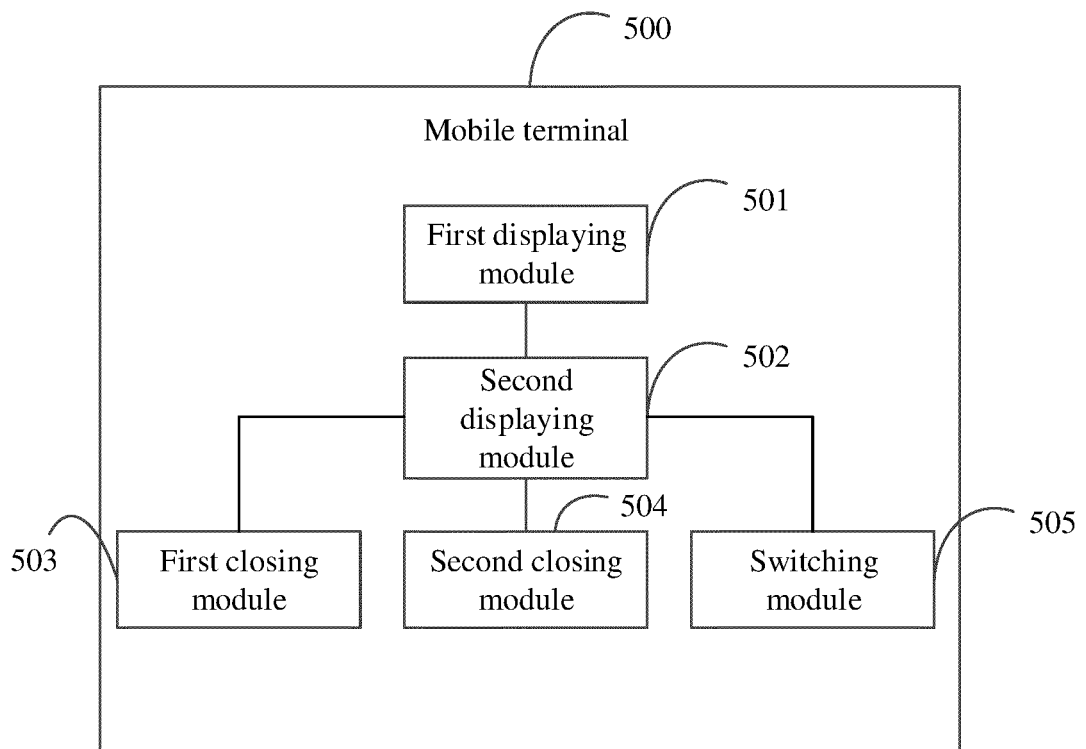 500
Mobile terminal
501
First displaying
module
502
Second
displaying
module
504
503
First closing
module
Second closing
module
505
Switching
module